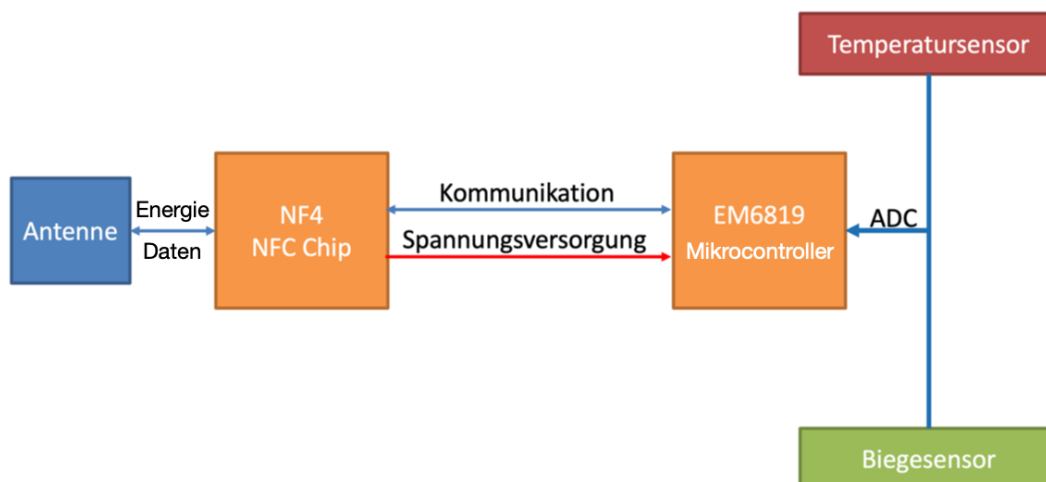 Temperatursensor
Antenne
Energie
Daten
NF4
NFC Chip
Kommunikation
Spannungsversorgung
EM6819
Mikrocontroller
ADC
Biegesensor